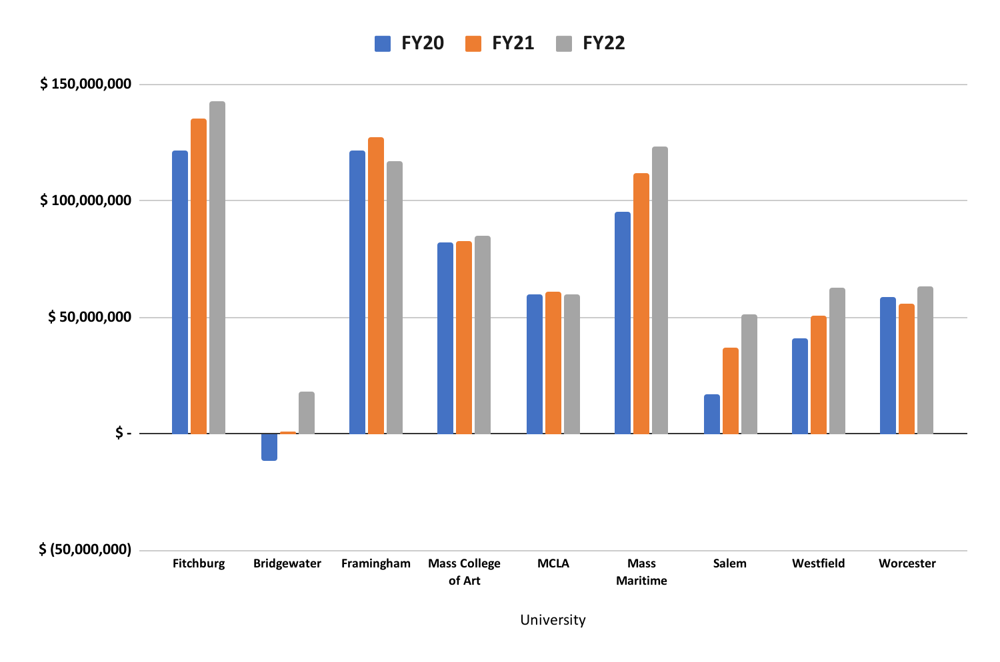 FY20 FY21 FY22
$ 150,000,000
$ 100,000,000
$ 50,000,000
$ -
$ (50,000,000)
Fitchburg Bridgewater Framingham Mass College of Art MCLA Mass Maritime Salem Westfield Worcester
University